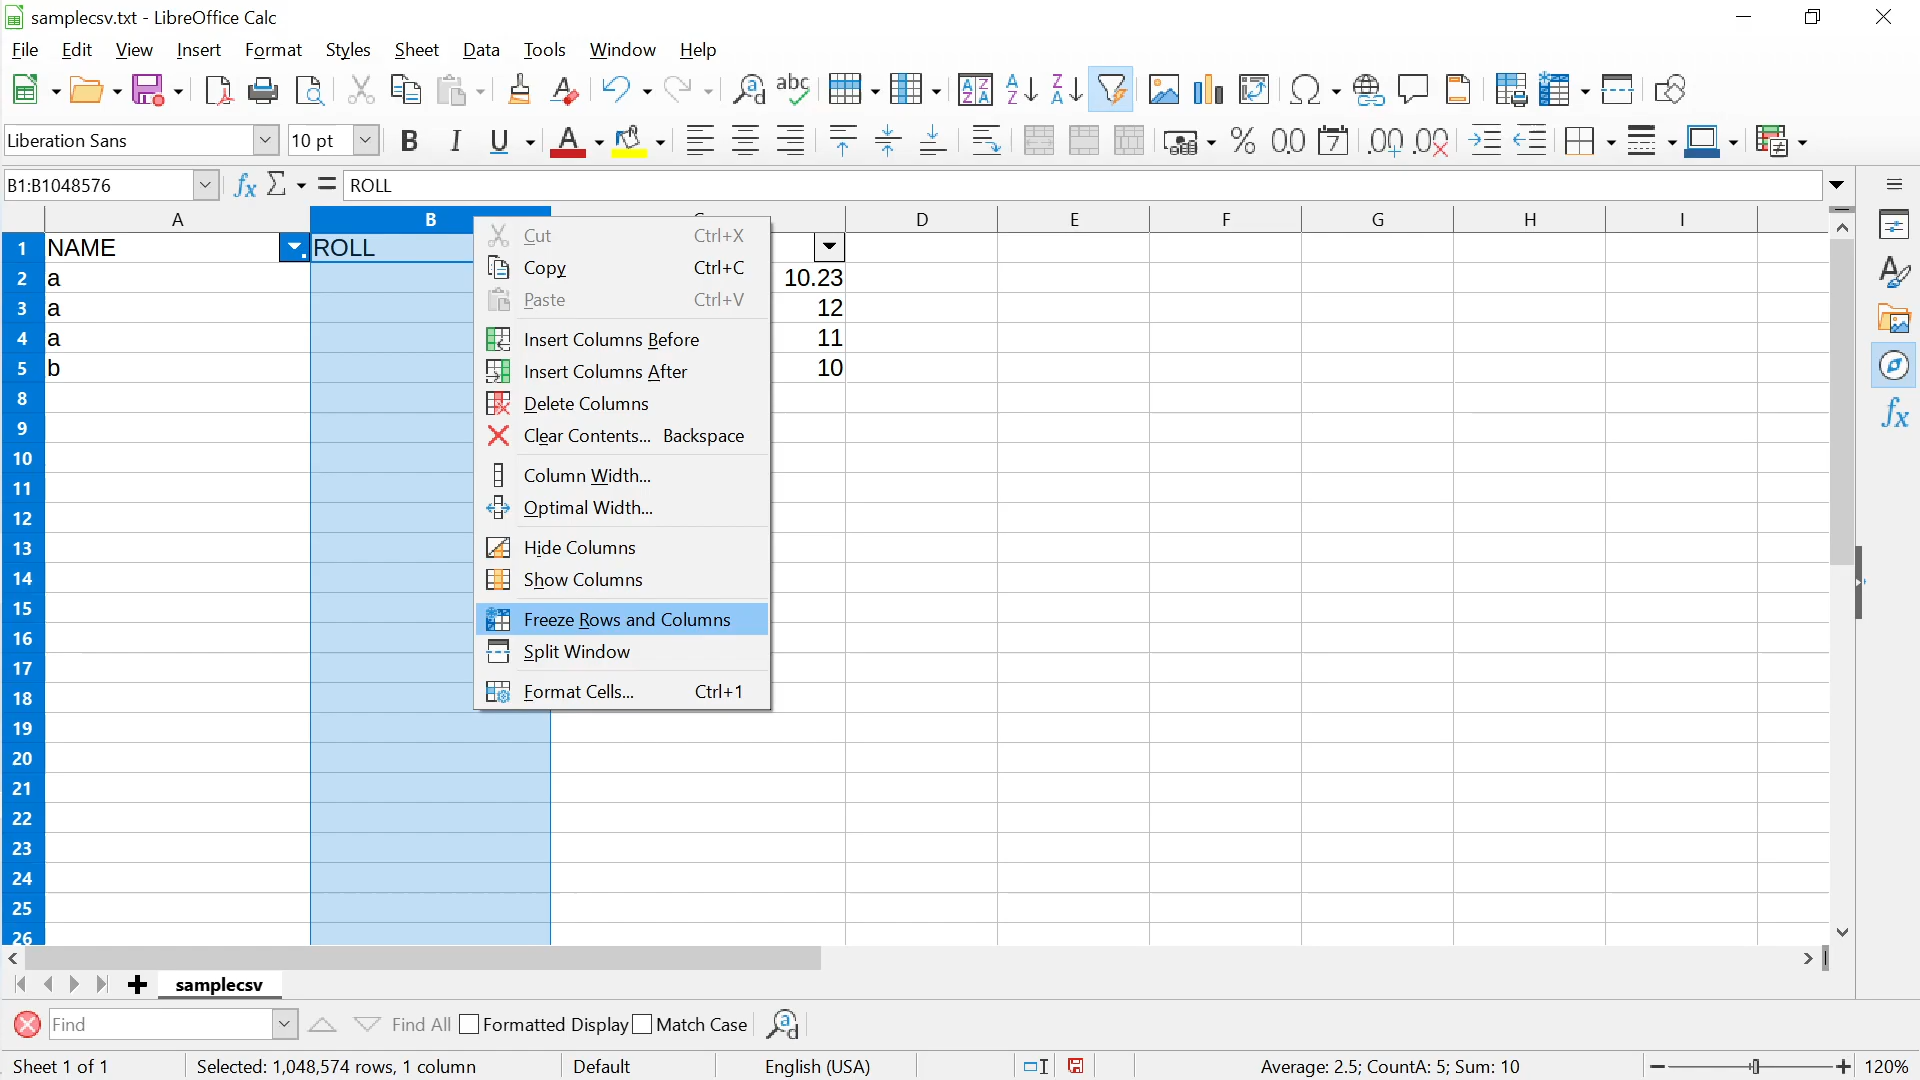 samplecsv.txt - LibreOffice Calc
File Edit View Insert Format Styles Sheet Data Tools Window Help
Liberation Sans 10 pt
B1:B1048576 ROLL
A B D E F G H I
1 NAME ROLL
2 a 10.23
3 a 12
4 a 11
5 b 10
8
9
10
11
12
13
14
15
16
17
18
19
20
21
22
23
24
25
26
Cut Ctrl+X
Copy Ctrl+C
Paste Ctrl+V
Insert Columns Before
Insert Columns After
Delete Columns
Clear Contents... Backspace
Column Width...
Optimal Width...
Hide Columns
Show Columns
Freeze Rows and Columns
Split Window
Format Cells... Ctrl+1
samplecsv
Find Find All Formatted Display Match Case
Sheet 1 of 1 Selected: 1,048,574 rows, 1 column Default English (USA) Average: 2.5; CountA: 5; Sum: 10 120%